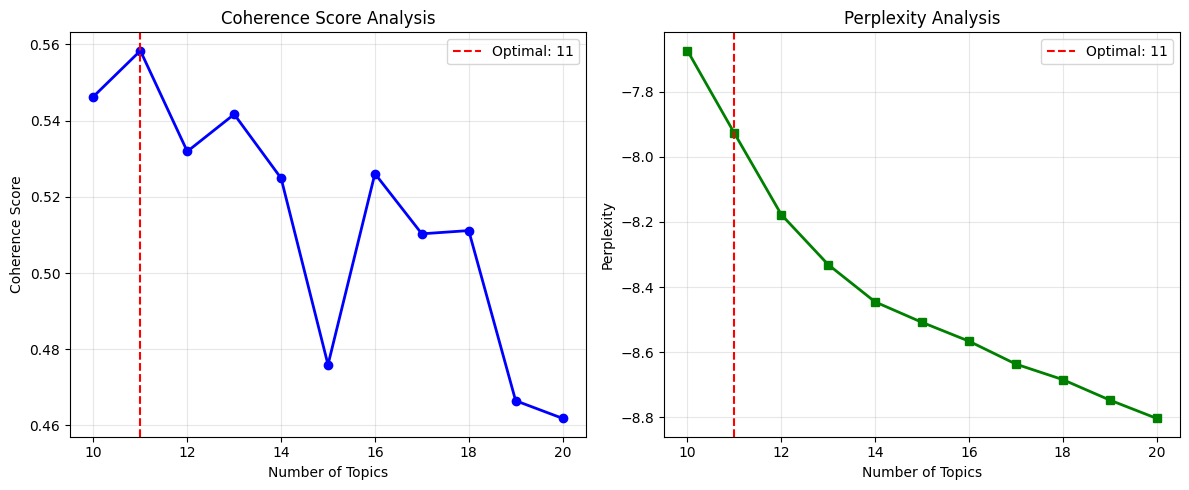 Coherence Score Analysis
Optimal: 11
Coherence Score
0.56
0.54
0.52
0.50
0.48
0.46
10 12 14 16 18 20
Number of Topics
Perplexity Analysis
Optimal: 11
Perplexity
−7.8
−8.0
−8.2
−8.4
−8.6
−8.8
10 12 14 16 18 20
Number of Topics